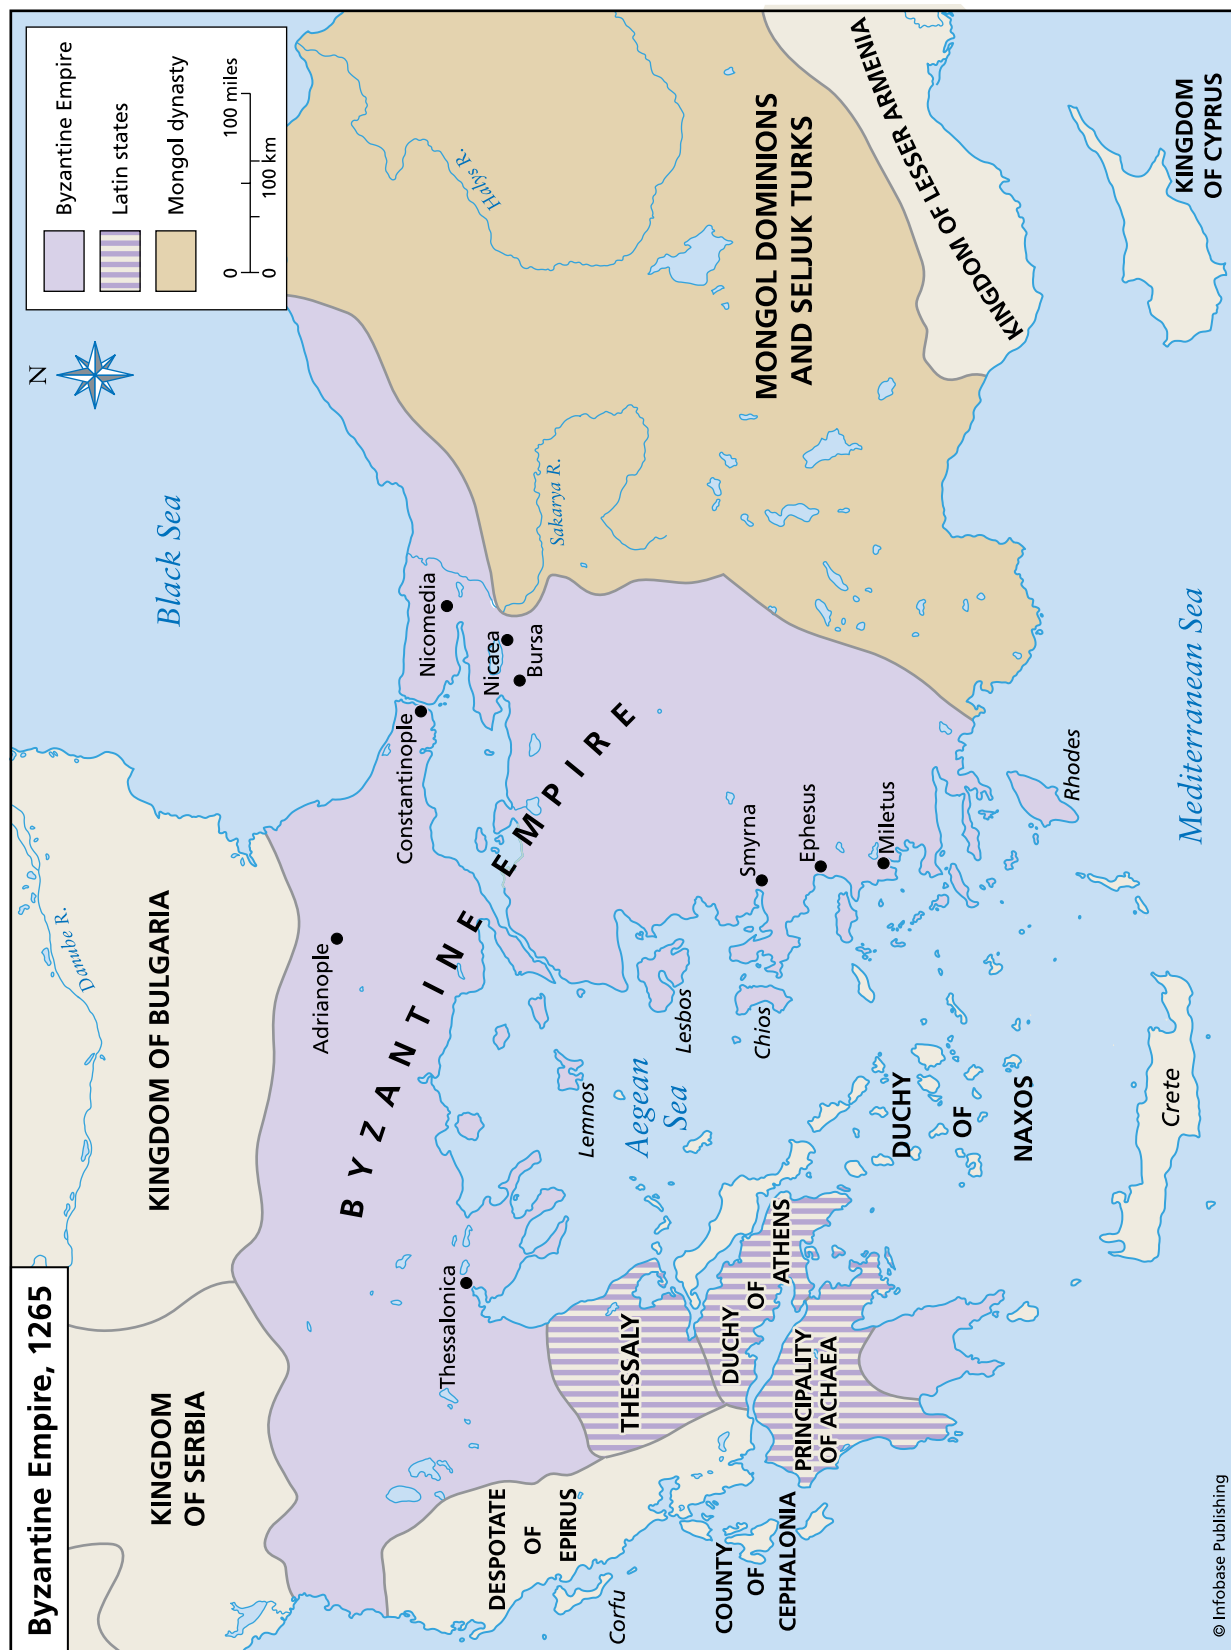 Byzantine Empire, 1265
Byzantine Empire
Latin states
Mongol dynasty
0
100 miles
0
100 km
N
Black Sea
Danube R.
KINGDOM
OF SERBIA
KINGDOM OF BULGARIA
Adrianople
Constantinople
Nicomedia
Nicaea
Bursa
Sakarya R.
Halys R.
BYZANTINE EMPIRE
Thessalonica
MONGOL DOMINIONS
AND SELJUK TURKS
KINGDOM OF LESSER ARMENIA
KINGDOM
OF CYPRUS
DESPOTATE
OF
EPIRUS
Corfu
THESSALY
Lemnos
Aegean
Sea
Lesbos
Chios
Smyrna
Ephesus
Miletus
Rhodes
COUNTY
OF
CEPHALONIA
DUCHY
OF
ATHENS
PRINCIPALITY
OF ACHAEA
DUCHY
OF
NAXOS
Crete
Mediterranean Sea
© Infobase Publishing